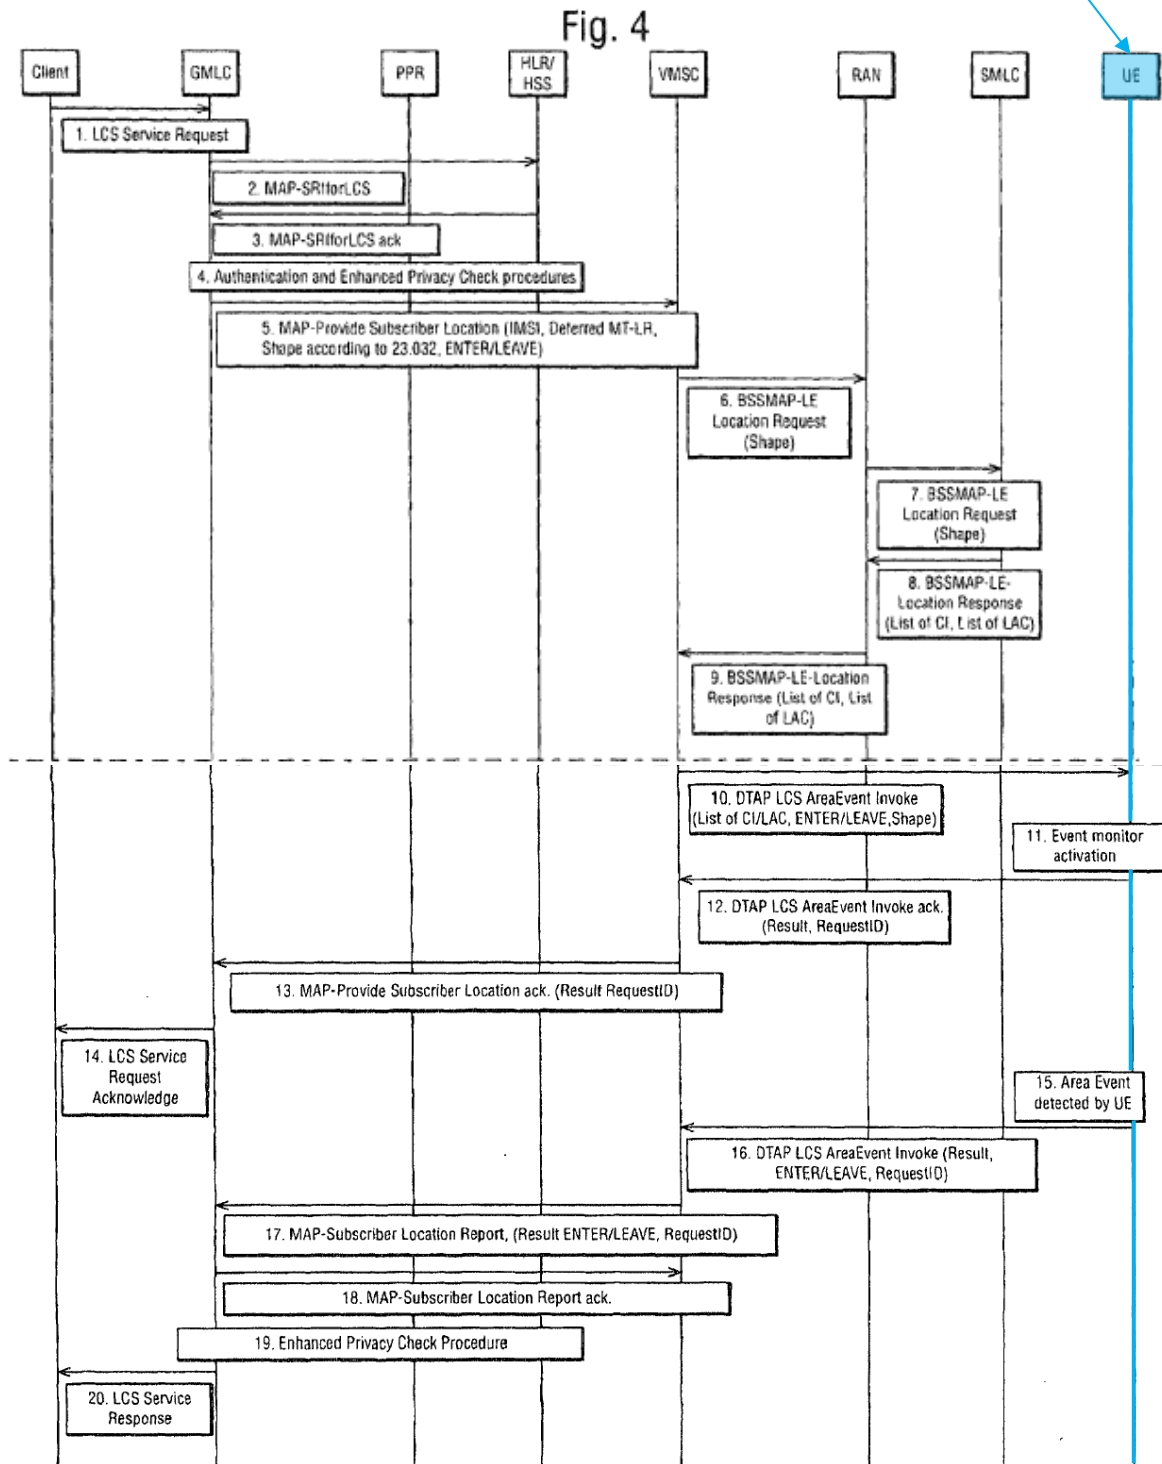 Fig. 4
Client
GMLC
PPR
HLR/
HSS
VMSC
RAN
SMLC
UE
1. LCS Service Request
2. MAP-SRIforLCS
3. MAP-SRIforLCS ack
4. Authentication and Enhanced Privacy Check procedures
5. MAP-Provide Subscriber Location (IMSI, Deferred MT-LR,
Shape according to 23.032, ENTER/LEAVE)
6. BSSMAP-LE
Location Request
(Shape)
7. BSSMAP-LE
Location Request
(Shape)
8. BSSMAP-LE-
Location Response
(List of CI, List of LAC)
9. BSSMAP-LE-Location
Response (List of CI, List
of LAC)
10. DTAP LCS AreaEvent Invoke
(List of CI/LAC, ENTER/LEAVE,Shape)
11. Event monitor
activation
12. DTAP LCS AreaEvent Invoke ack.
(Result, RequestID)
13. MAP-Provide Subscriber Location ack. (Result RequestID)
14. LCS Service
Request
Acknowledge
15. Area Event
detected by UE
16. DTAP LCS AreaEvent Invoke (Result,
ENTER/LEAVE, RequestID)
17. MAP-Subscriber Location Report, (Result ENTER/LEAVE, RequestID)
18. MAP-Subscriber Location Report ack.
19. Enhanced Privacy Check Procedure
20. LCS Service
Response